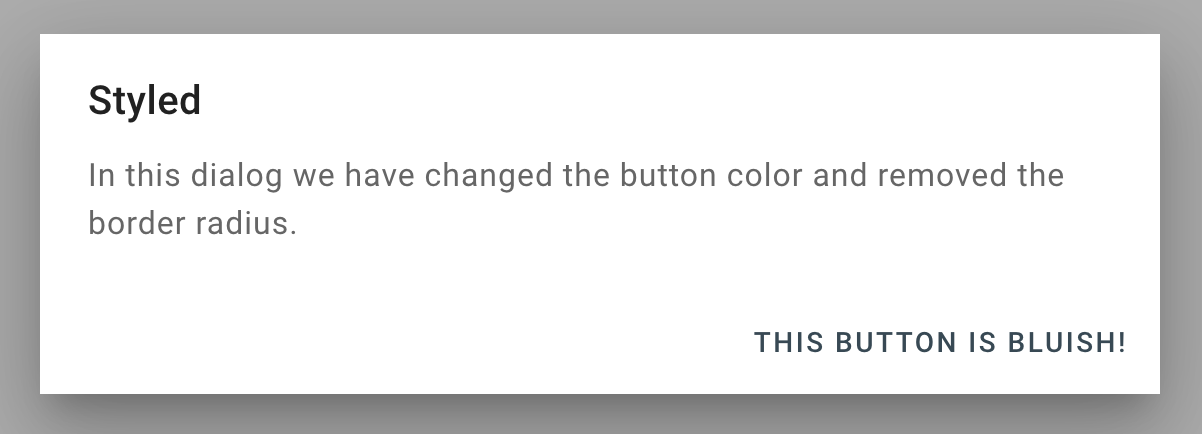 Styled
In this dialog we have changed the button color and removed the
border radius.
THIS BUTTON IS BLUISH!